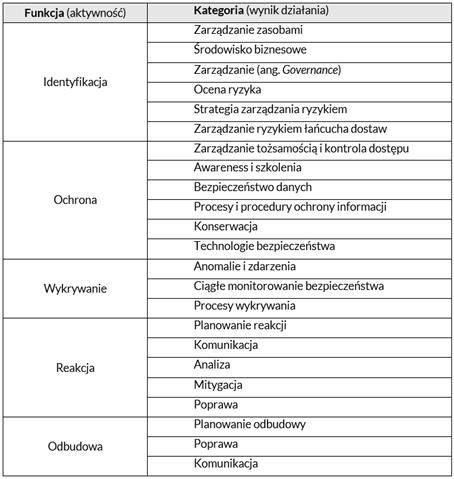 Funkcja (aktywność) Kategoria (wynik działania)
Identyfikacja
Zarządzanie zasobami
Środowisko biznesowe
Zarządzanie (ang. Governance)
Ocena ryzyka
Strategia zarządzania ryzykiem
Zarządzanie ryzykiem łańcucha dostaw
Ochrona
Zarządzanie tożsamością i kontrola dostępu
Awareness i szkolenia
Bezpieczeństwo danych
Procesy i procedury ochrony informacji
Konserwacja
Technologie bezpieczeństwa
Wykrywanie
Anomalie i zdarzenia
Ciągłe monitorowanie bezpieczeństwa
Procesy wykrywania
Reakcja
Planowanie reakcji
Komunikacja
Analiza
Mitygacja
Poprawa
Odbudowa
Planowanie odbudowy
Poprawa
Komunikacja